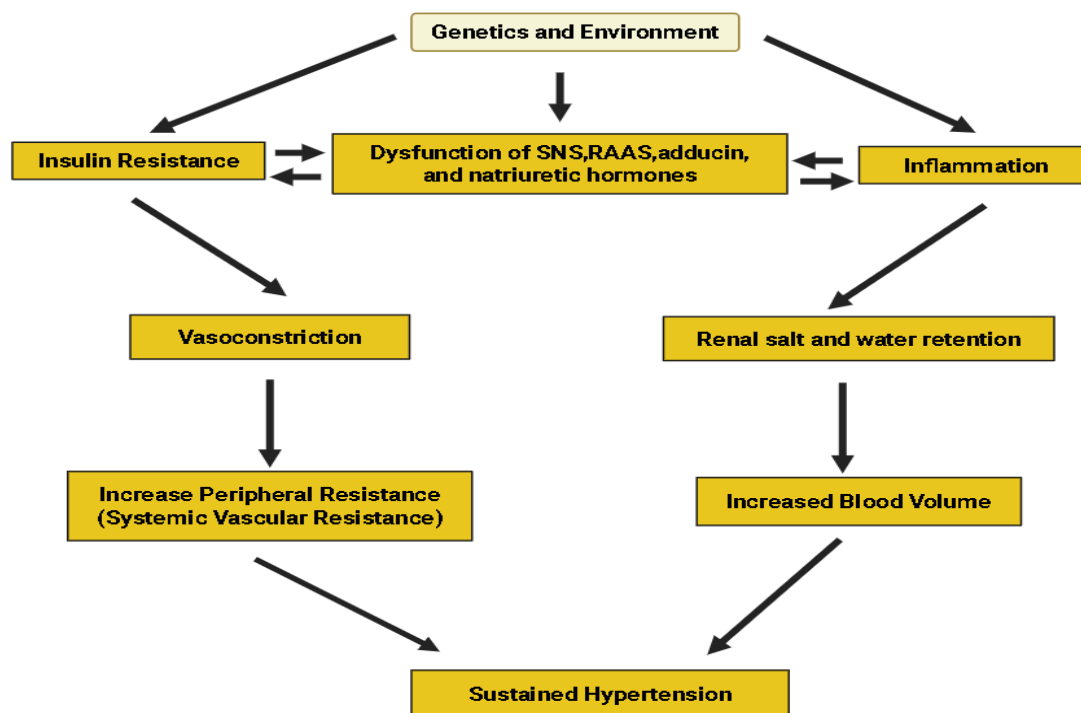 Genetics and Environment
Insulin Resistance
Dysfunction of SNS,RAAS,adducin,
and natriuretic hormones
Inflammation
Vasoconstriction
Renal salt and water retention
Increase Peripheral Resistance
(Systemic Vascular Resistance)
Increased Blood Volume
Sustained Hypertension